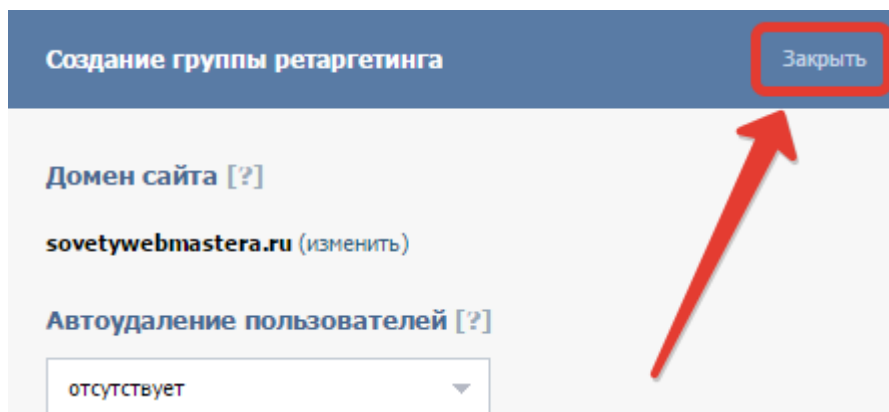 Создание группы ретаргетинга Закрыть
Домен сайта [?]
sovetywebmastera.ru (изменить)
Автоудаление пользователей [?]
отсутствует